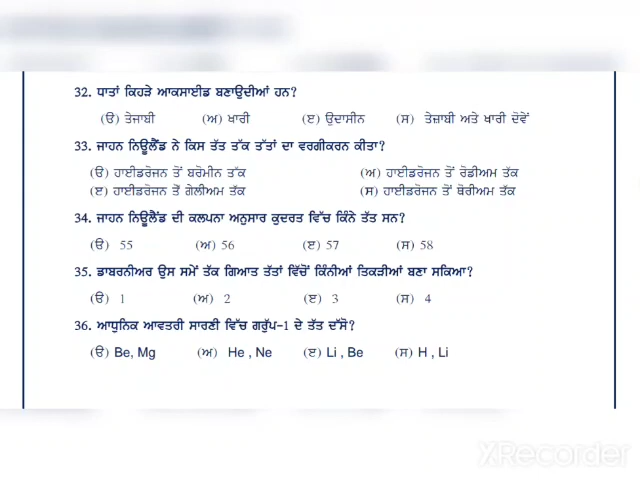 32. ਧਾਤਾਂ ਕਿਹੜੇ ਆਕਸਾਈਡ ਬਣਾਉਦੀਆਂ ਹਨ?
(ੳ) ਤੇਜਾਬੀ (ਅ) ਖਾਰੀ (ੲ) ਉਦਾਸੀਨ (ਸ) ਤੇਜ਼ਾਬੀ ਅਤੇ ਖਾਰੀ ਦੋਵੇਂ
33. ਜਾਹਨ ਨਿਊਲੈਂਡ ਨੇ ਕਿਸ ਤੱਤ ਤੱਕ ਤੱਤਾਂ ਦਾ ਵਰਗੀਕਰਨ ਕੀਤਾ?
(ੳ) ਹਾਈਡਰੋਜਨ ਤੋਂ ਬਰੋਮੀਨ ਤੱਕ (ਅ) ਹਾਈਡਰੋਜਨ ਤੋਂ ਰੋਡੀਅਮ ਤੱਕ
(ੲ) ਹਾਈਡਰੋਜਨ ਤੋਂ ਗੇਲੀਅਮ ਤੱਕ (ਸ) ਹਾਈਡਰੋਜਨ ਤੋਂ ਥੋਰੀਅਮ ਤੱਕ
34. ਜਾਹਨ ਨਿਊਲੈਂਡ ਦੀ ਕਲਪਨਾ ਅਨੁਸਾਰ ਕੁਦਰਤ ਵਿੱਚ ਕਿੰਨੇ ਤੱਤ ਸਨ?
(ੳ) 55 (ਅ) 56 (ੲ) 57 (ਸ) 58
35. ਡਾਬਰਨੀਅਰ ਉਸ ਸਮੇਂ ਤੱਕ ਗਿਆਤ ਤੱਤਾਂ ਵਿੱਚੋਂ ਕਿੰਨੀਆਂ ਤਿਕੜੀਆਂ ਬਣਾ ਸਕਿਆ?
(ੳ) 1 (ਅ) 2 (ੲ) 3 (ਸ) 4
36. ਆਧੁਨਿਕ ਆਵਤਰੀ ਸਾਰਣੀ ਵਿੱਚ ਗਰੁੱਪ-1 ਦੇ ਤੱਤ ਦੱਸੋ?
(ੳ) Be, Mg (ਅ) He , Ne (ੲ) Li , Be (ਸ) H , Li
XRecorder